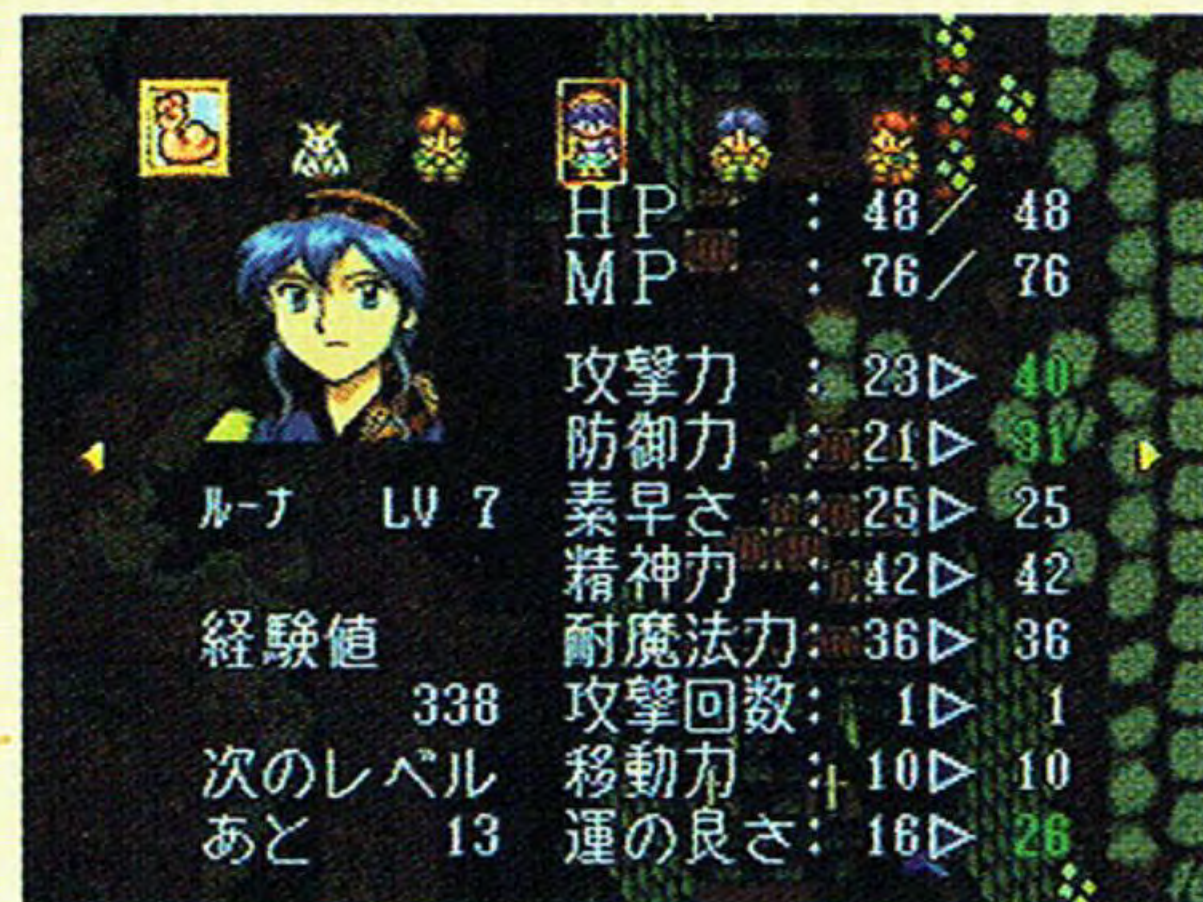 HP : 48/ 48
MP : 76/ 76
攻撃力 : 23▷ 40
防御力 : 21▷ 31
素早さ : 25▷ 25
精神力 : 42▷ 42
耐魔法力: 36▷ 36
攻撃回数: 1▷ 1
移動力 : 10▷ 10
運の良さ: 16▷ 26
ルーナ LV 7
経験値
338
次のレベル
あと 13